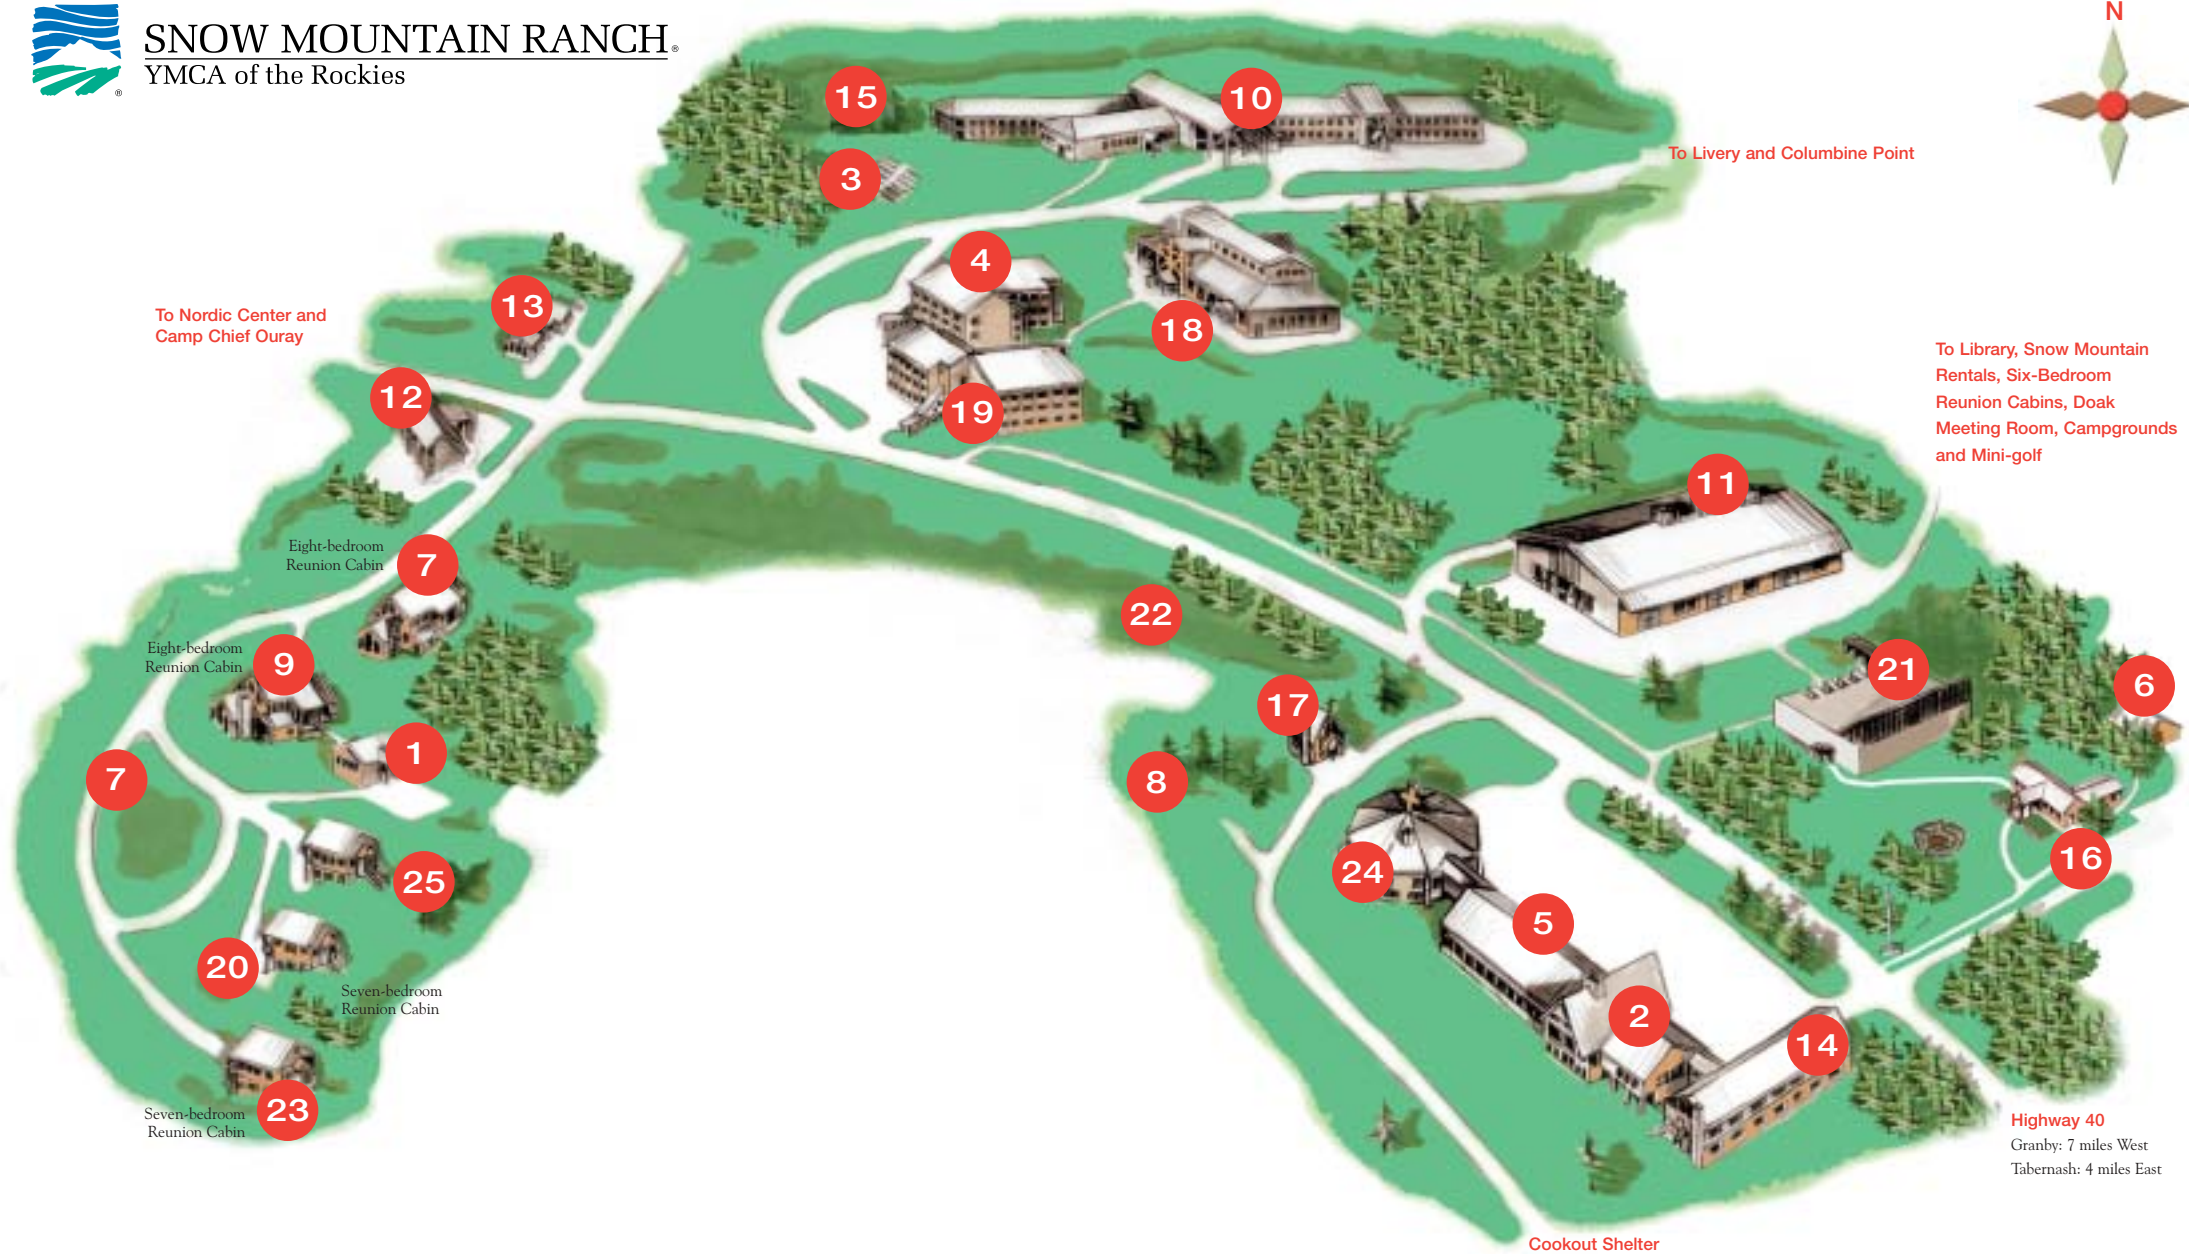 SNOW MOUNTAIN RANCH®
YMCA of the Rockies
®
N
15
10
3
To Livery and Columbine Point
4
13
18
To Nordic Center and
Camp Chief Ouray
12
19
To Library, Snow Mountain
Rentals, Six-Bedroom
Reunion Cabins, Doak
Meeting Room, Campgrounds
and Mini-golf
11
Eight-bedroom
Reunion Cabin
7
22
Eight-bedroom
Reunion Cabin
9
21
6
17
1
7
8
16
24
25
5
20
Seven-bedroom
Reunion Cabin
2
14
Seven-bedroom
Reunion Cabin
23
Highway 40
Granby: 7 miles West
Tabernash: 4 miles East
Cookout Shelter